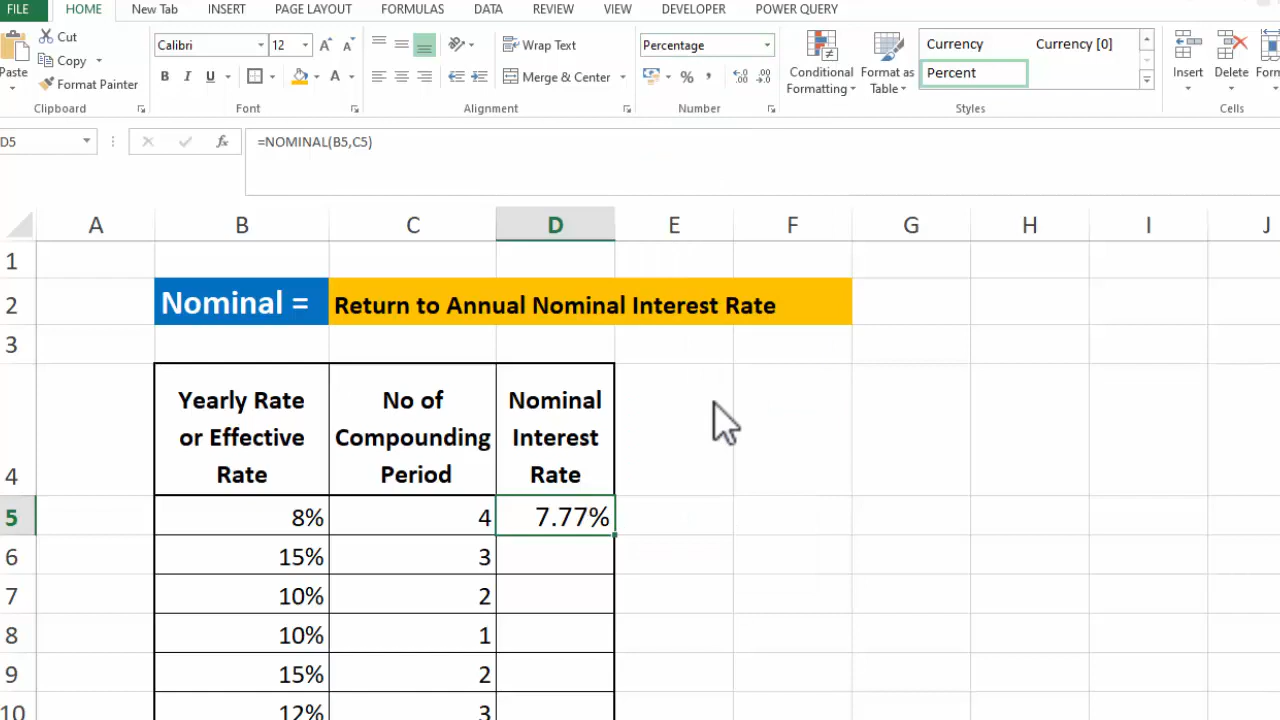 FILE HOME New Tab INSERT PAGE LAYOUT FORMULAS DATA REVIEW VIEW DEVELOPER POWER QUERY
Cut
Copy
Paste
Format Painter
Clipboard
Calibri 12
B I U
Font
Wrap Text
Merge & Center
Alignment
Percentage
%
Number
Conditional
Formatting
Format as
Table
Currency Currency [0]
Percent
Styles
Insert Delete Form
Cells
D5 fx =NOMINAL(B5,C5)
A B C D E F G H I J
1
2 Nominal = Return to Annual Nominal Interest Rate
3
4
Yearly Rate
or Effective
Rate
No of
Compounding
Period
Nominal
Interest
Rate
5 8% 4 7.77%
6 15% 3
7 10% 2
8 10% 1
9 15% 2
10 12% 3